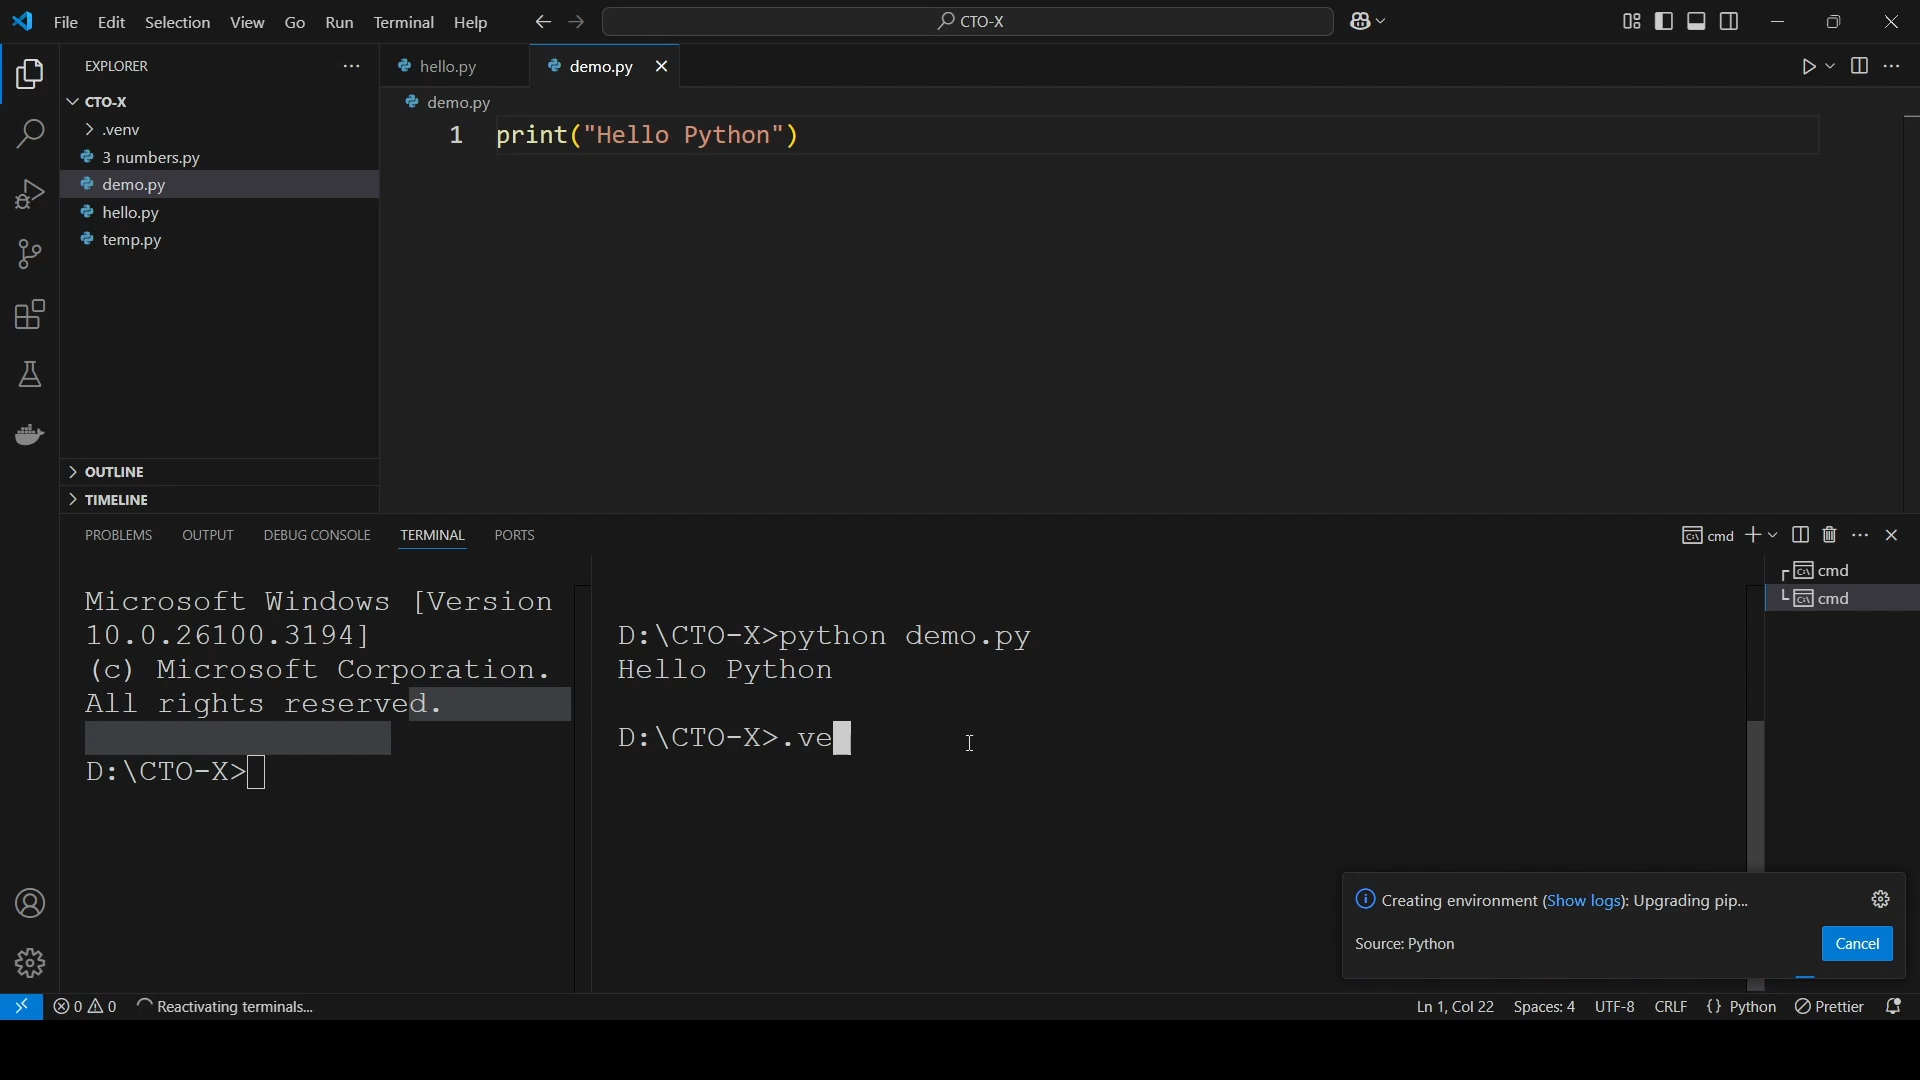 File Edit Selection View Go Run Terminal Help
CTO-X
EXPLORER
CTO-X
.venv
3 numbers.py
demo.py
hello.py
temp.py
OUTLINE
TIMELINE
hello.py
demo.py
demo.py
1 print("Hello Python")
PROBLEMS OUTPUT DEBUG CONSOLE TERMINAL PORTS
cmd
Microsoft Windows [Version
10.0.26100.3194]
(c) Microsoft Corporation.
All rights reserved.
D:\CTO-X>
D:\CTO-X>python demo.py
Hello Python
D:\CTO-X>.ve
cmd
cmd
Creating environment (Show logs): Upgrading pip...
Source: Python
Cancel
0 0 Reactivating terminals...
Ln 1, Col 22 Spaces: 4 UTF-8 CRLF {} Python Prettier